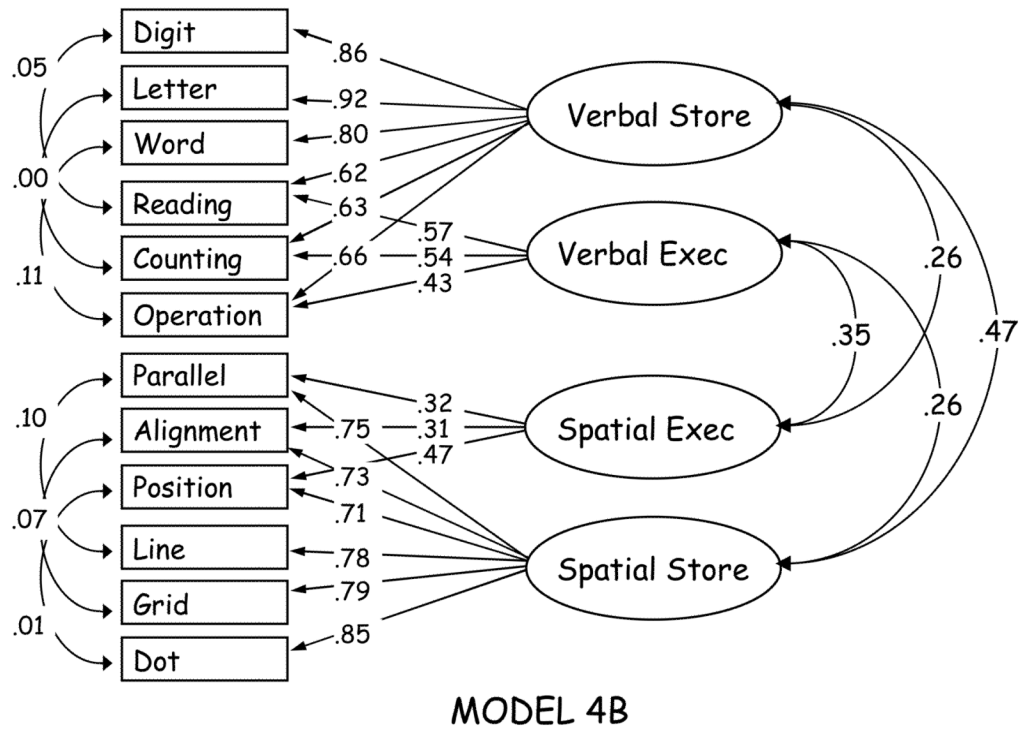 Digit
Letter
Word
Reading
Counting
Operation
Parallel
Alignment
Position
Line
Grid
Dot
.05
.00
.11
.10
.07
.01
.86
.92
.80
.62
.63
.66
.57
.54
.43
.32
.31
.47
.75
.73
.71
.78
.79
.85
Verbal Store
Verbal Exec
Spatial Exec
Spatial Store
.26
.35
.47
.26
MODEL 4B